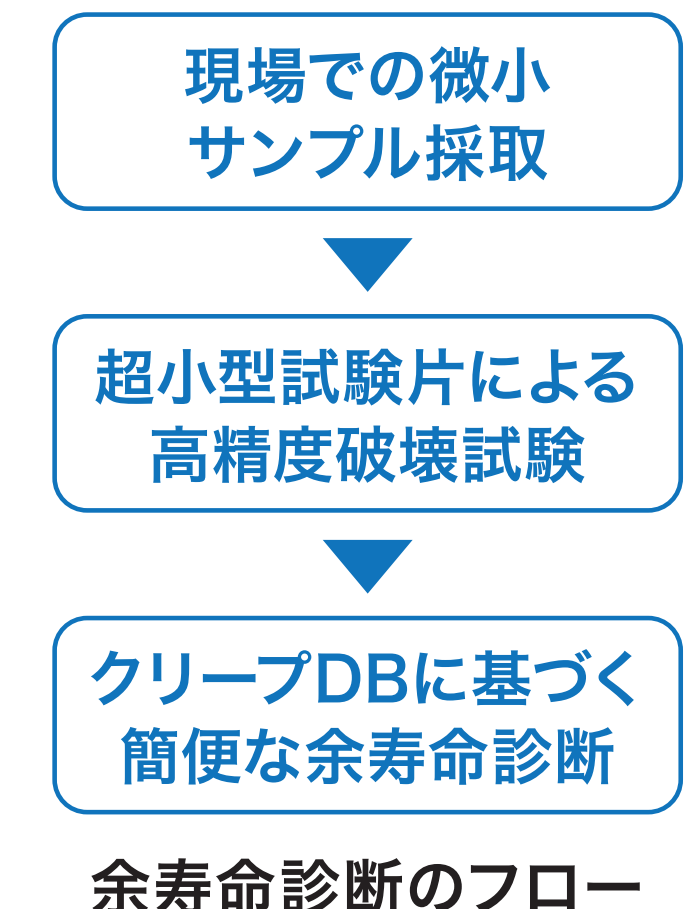 現場での微小
サンプル採取
超小型試験片による
高精度破壊試験
クリープDBに基づく
簡便な余寿命診断
余寿命診断のフロー